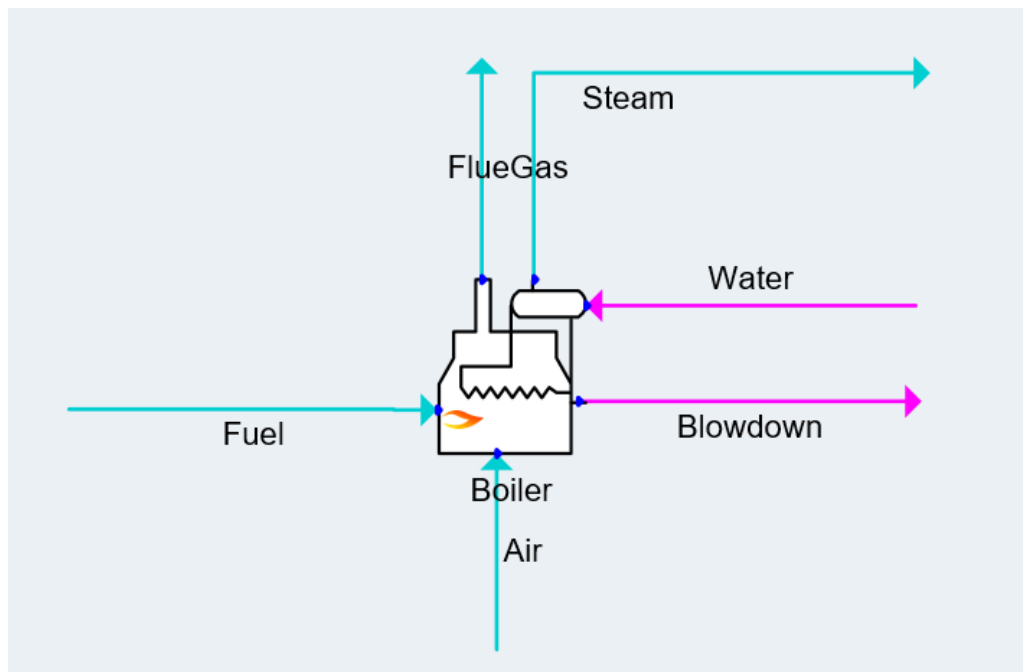 Steam
FlueGas
Water
Fuel
Blowdown
Boiler
Air